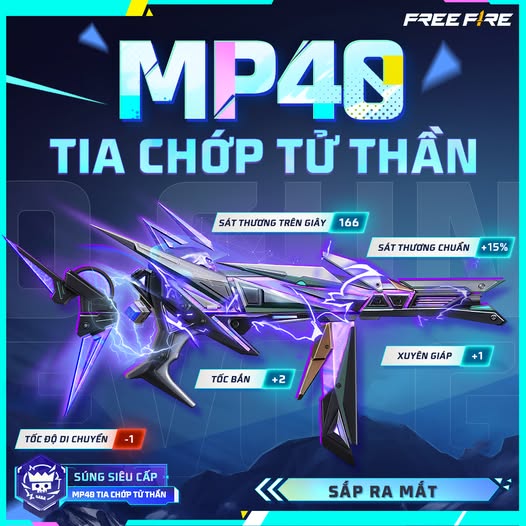 FREE FIRE
MP40
TIA CHỚP TỬ THẦN
SÁT THƯƠNG TRÊN GIÂY 166
SÁT THƯƠNG CHUẨN +15%
XUYÊN GIÁP +1
TỐC BẮN +2
TỐC ĐỘ DI CHUYỂN -1
SÚNG SIÊU CẤP
MP40 TIA CHỚP TỬ THẦN
SẮP RA MẮT